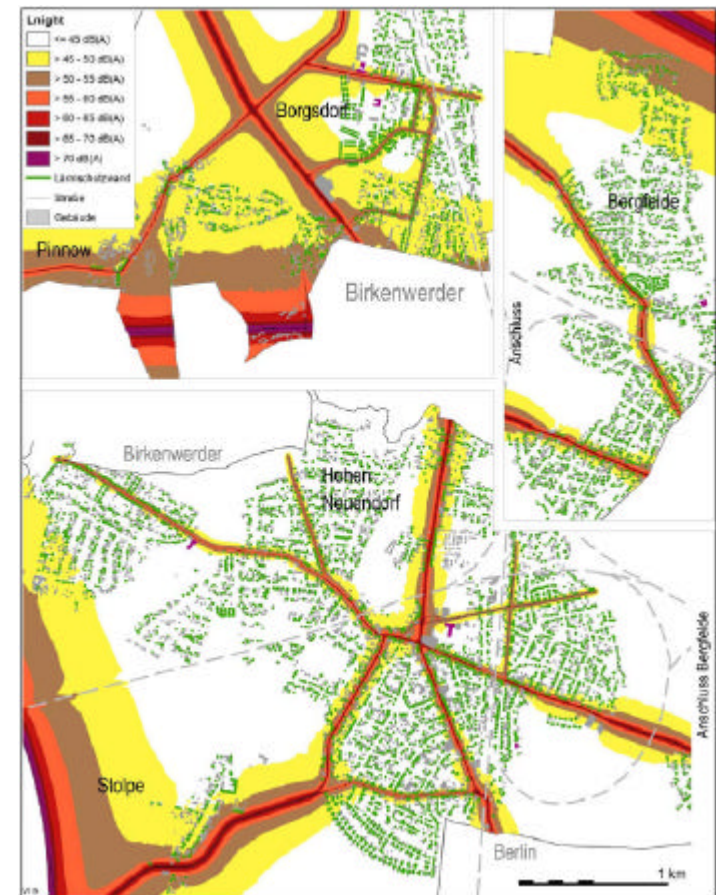 Lnight
<= 45 dB(A)
> 45 - 50 dB(A)
> 50 - 55 dB(A)
> 55 - 60 dB(A)
> 60 - 65 dB(A)
> 65 - 70 dB(A)
> 70 dB(A)
Lärmschutzwand
Straße
Gebäude
Borgsdorf
Pinnow
Birkenwerder
Bergfelde
Anschluss
Birkenwerder
Hohen
Neuendorf
Anschluss Bergfelde
Stolpe
Berlin
1 km